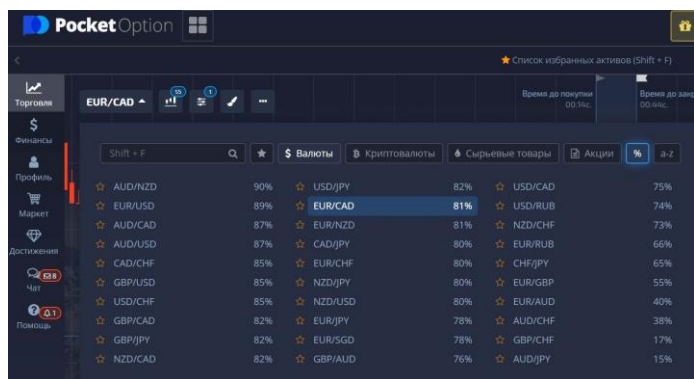 PocketOption
Список избранных активов (Shift + F)
Торговля
Финансы
Профиль
Маркет
Достижения
Чат
Помощь
EUR/CAD
55
1
Время до покупки
00:14с.
Время до
00:44с.
Shift + F
$ Валюты
Криптовалюты
Сырьевые товары
Акции
%
a-z
AUD/NZD 90% USD/JPY 82% USD/CAD 75%
EUR/USD 89% EUR/CAD 81% USD/RUB 74%
AUD/CAD 87% EUR/NZD 81% NZD/CHF 73%
AUD/USD 87% CAD/JPY 80% EUR/RUB 66%
CAD/CHF 85% EUR/CHF 80% CHF/JPY 65%
GBP/USD 85% NZD/JPY 80% EUR/GBP 55%
USD/CHF 85% NZD/USD 80% EUR/AUD 40%
GBP/CAD 82% EUR/JPY 78% AUD/CHF 38%
GBP/JPY 82% EUR/SGD 78% GBP/CHF 17%
NZD/CAD 82% GBP/AUD 76% AUD/JPY 15%